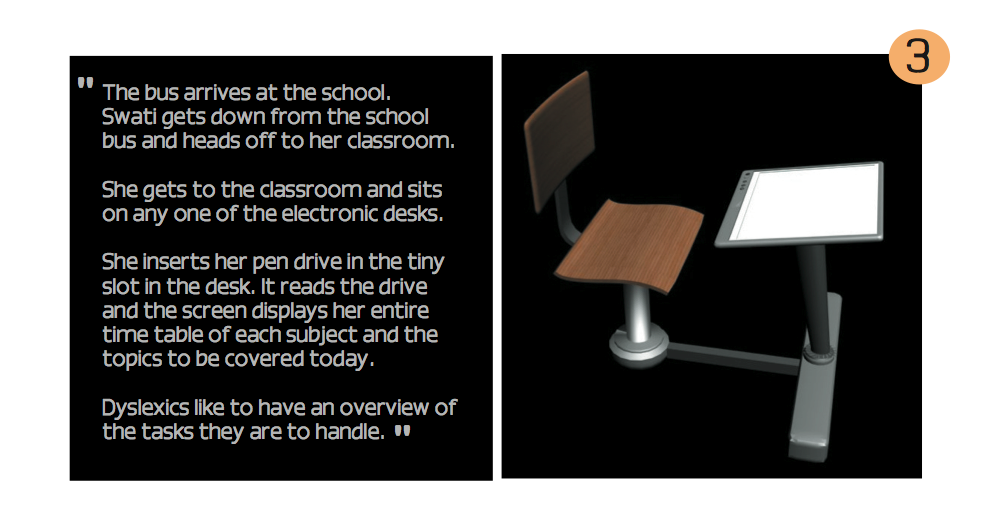 " The bus arrives at the school.
Swati gets down from the school
bus and heads off to her classroom.
She gets to the classroom and sits
on any one of the electronic desks.
She inserts her pen drive in the tiny
slot in the desk. It reads the drive
and the screen displays her entire
time table of each subject and the
topics to be covered today.
Dyslexics like to have an overview of
the tasks they are to handle. "
3